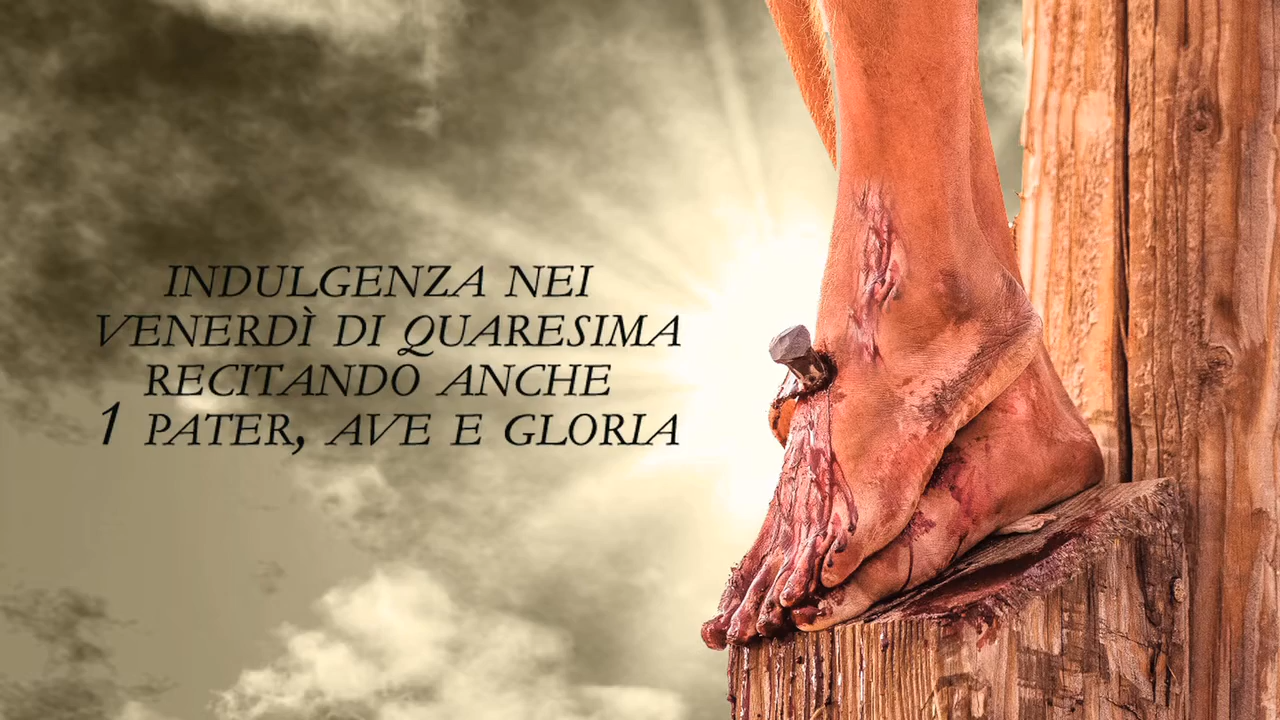 INDULGENZA NEI
VENERDÌ DI QUARESIMA
RECITANDO ANCHE
1 PATER, AVE E GLORIA